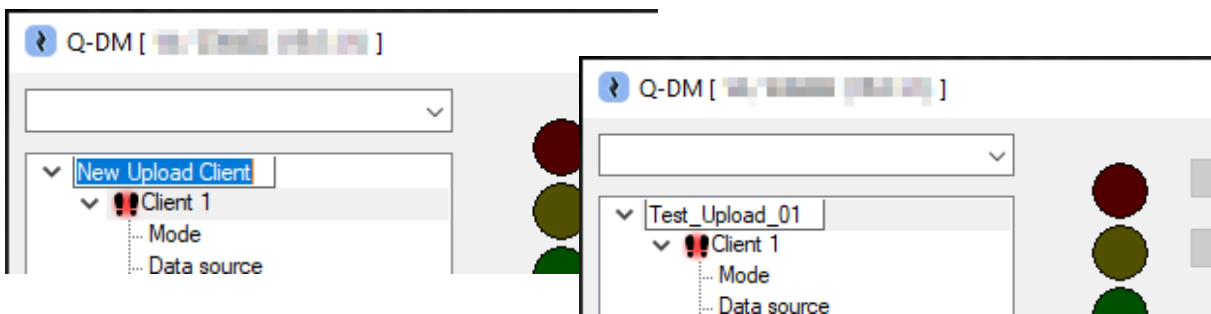 Q-DM [ ]
New Upload Client
Client 1
Mode
Data source
Q-DM [ ]
Test_Upload_01
Client 1
Mode
Data source